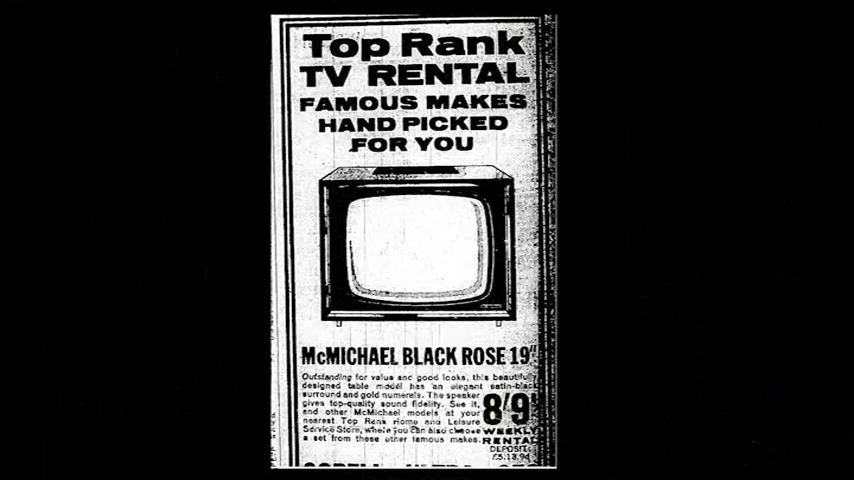 Top Rank
TV RENTAL
FAMOUS MAKES
HAND PICKED
FOR YOU
McMICHAEL BLACK ROSE 19"
Outstanding for value and good looks, this beautifully
designed table model has an elegant satin-black
surround and gold numerals. The speaker
gives top-quality sound fidelity. See it,
and other McMichael models at your
nearest Top Rank Home and Leisure
Service Store, where you can also choose
a set from these other famous makes.
8/9
WEEKLY
RENTAL
DEPOSIT:
£5.13.9d